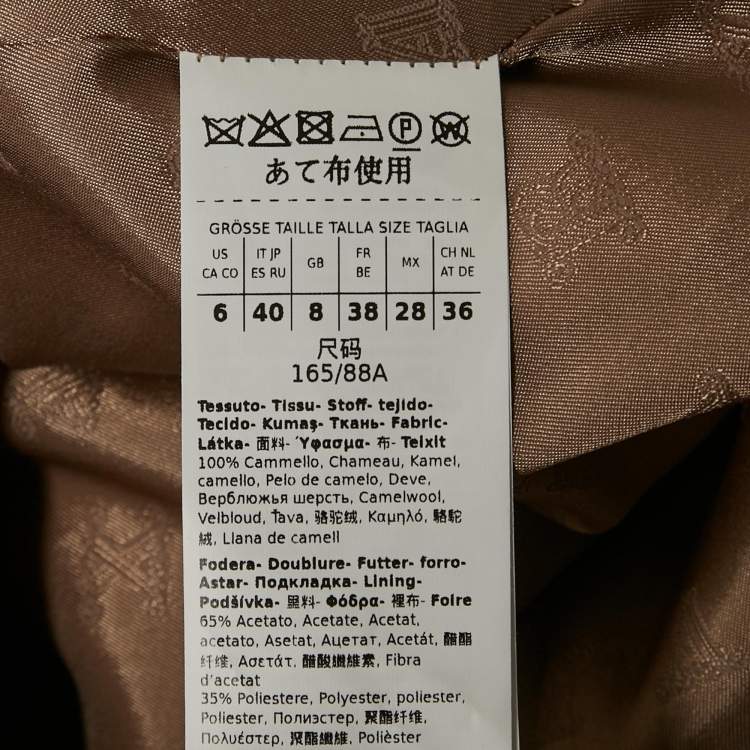 P W
あて布使用
GRÖSSE TAILLE TALLA SIZE TAGLIA
US IT JP GB FR MX CH NL
CA CO ES RU BE AT DE
6 40 8 38 28 36
尺码
165/88A
Tessuto- Tissu- Stoff- tejido-
Tecido- Kumaş- Ткань- Fabric-
Látka- 面料- Ύφασμα- 布- Teixit
100% Cammello, Chameau, Kamel,
camello, Pelo de camelo, Deve,
Верблюжья шерсть, Camelwool,
Velbloud, Ťava, 骆驼绒, Καμηλό, 駱駝
絨, Llana de camell
Fodera- Doublure- Futter- forro-
Astar- Подкладка- Lining-
Podšívka- 里料- Φόδρα- 裡布- Folre
65% Acetato, Acetate, Acetat,
acetato, Asetat, Ацетат, Acetát, 醋酯
纤维, Ασετάτ, 醋酸纖維素, Fibra
d'acetat
35% Poliestere, Polyester, poliester,
Poliester, Полиэстер, 聚酯纤维,
Πολυέστερ, 聚酯纖維, Polièster